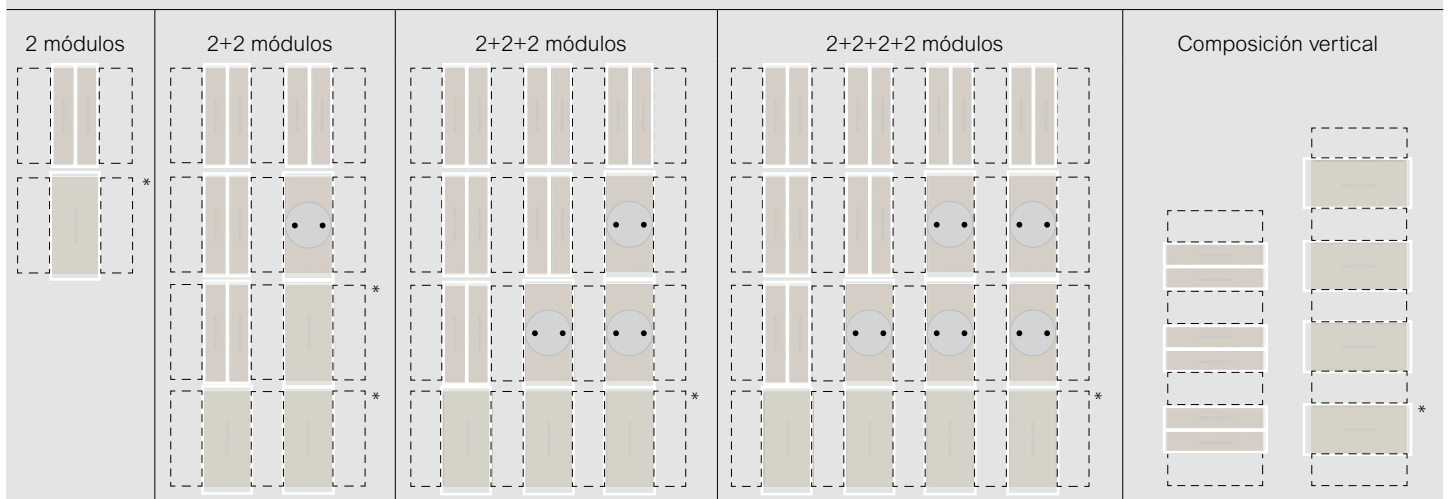 2 módulos
2+2 módulos
2+2+2 módulos
2+2+2+2 módulos
Composición vertical
*
*
*
*
*
*